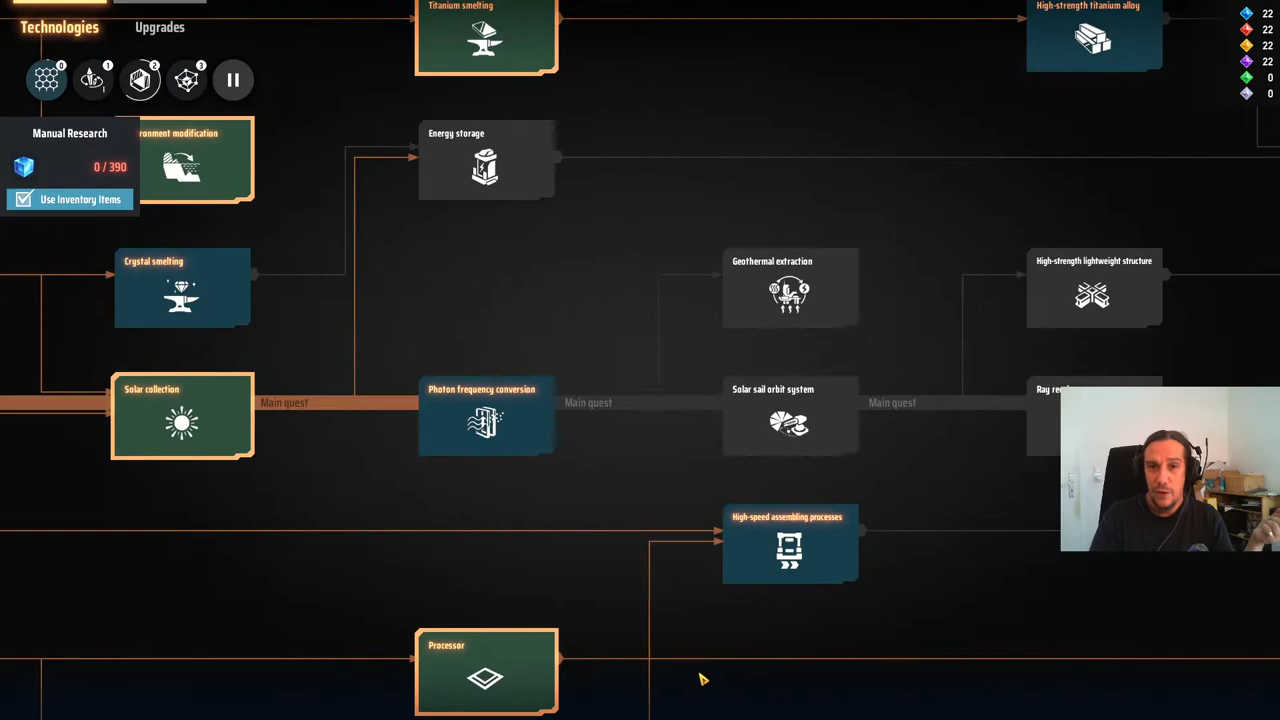 Technologies
Upgrades
0
1
2
3
Manual Research
0 / 390
Use Inventory Items
ronment modification
Titanium smelting
High-strength titanium alloy
22
22
22
22
0
0
Energy storage
Crystal smelting
Geothermal extraction
High-strength lightweight structure
Solar collection
Main quest
Photon frequency conversion
Main quest
Solar sail orbit system
Main quest
Ray re
High-speed assembling processes
Processor